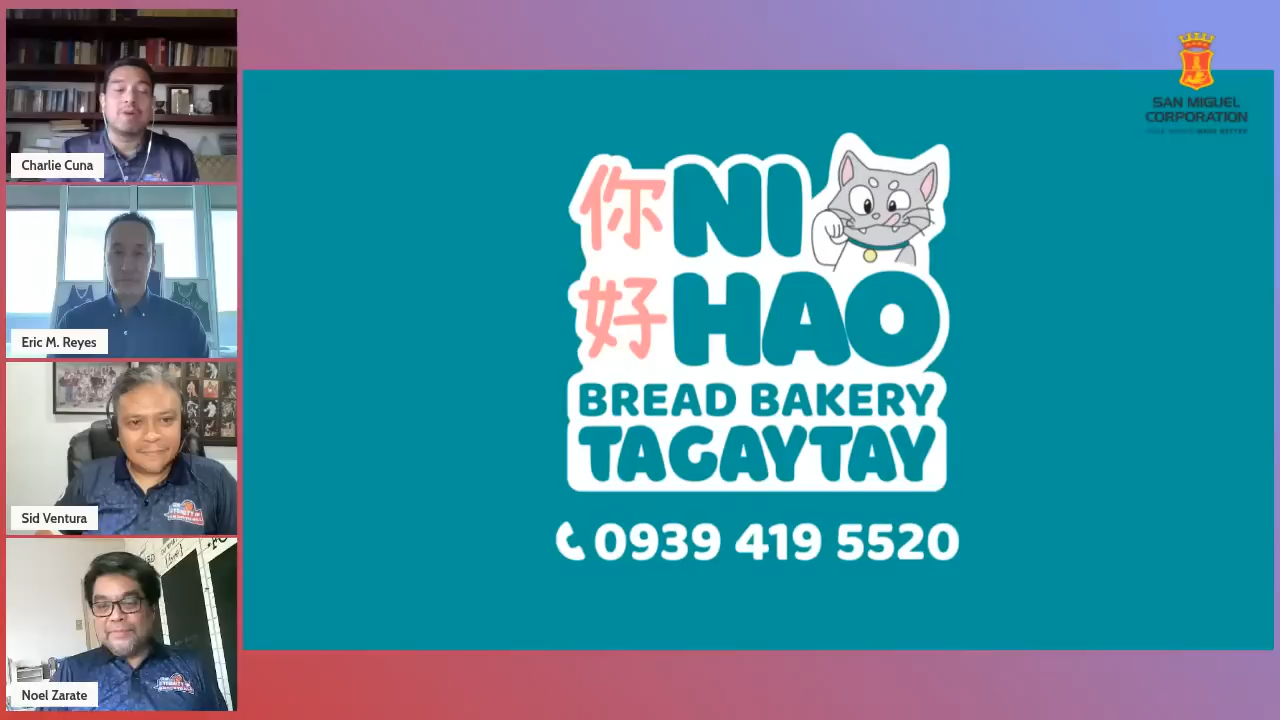 Charlie Cuna
Eric M. Reyes
Sid Ventura
Noel Zarate
SAN MIGUEL
CORPORATION
你 NI
好 HAO
BREAD BAKERY
TAGAYTAY
0939 419 5520